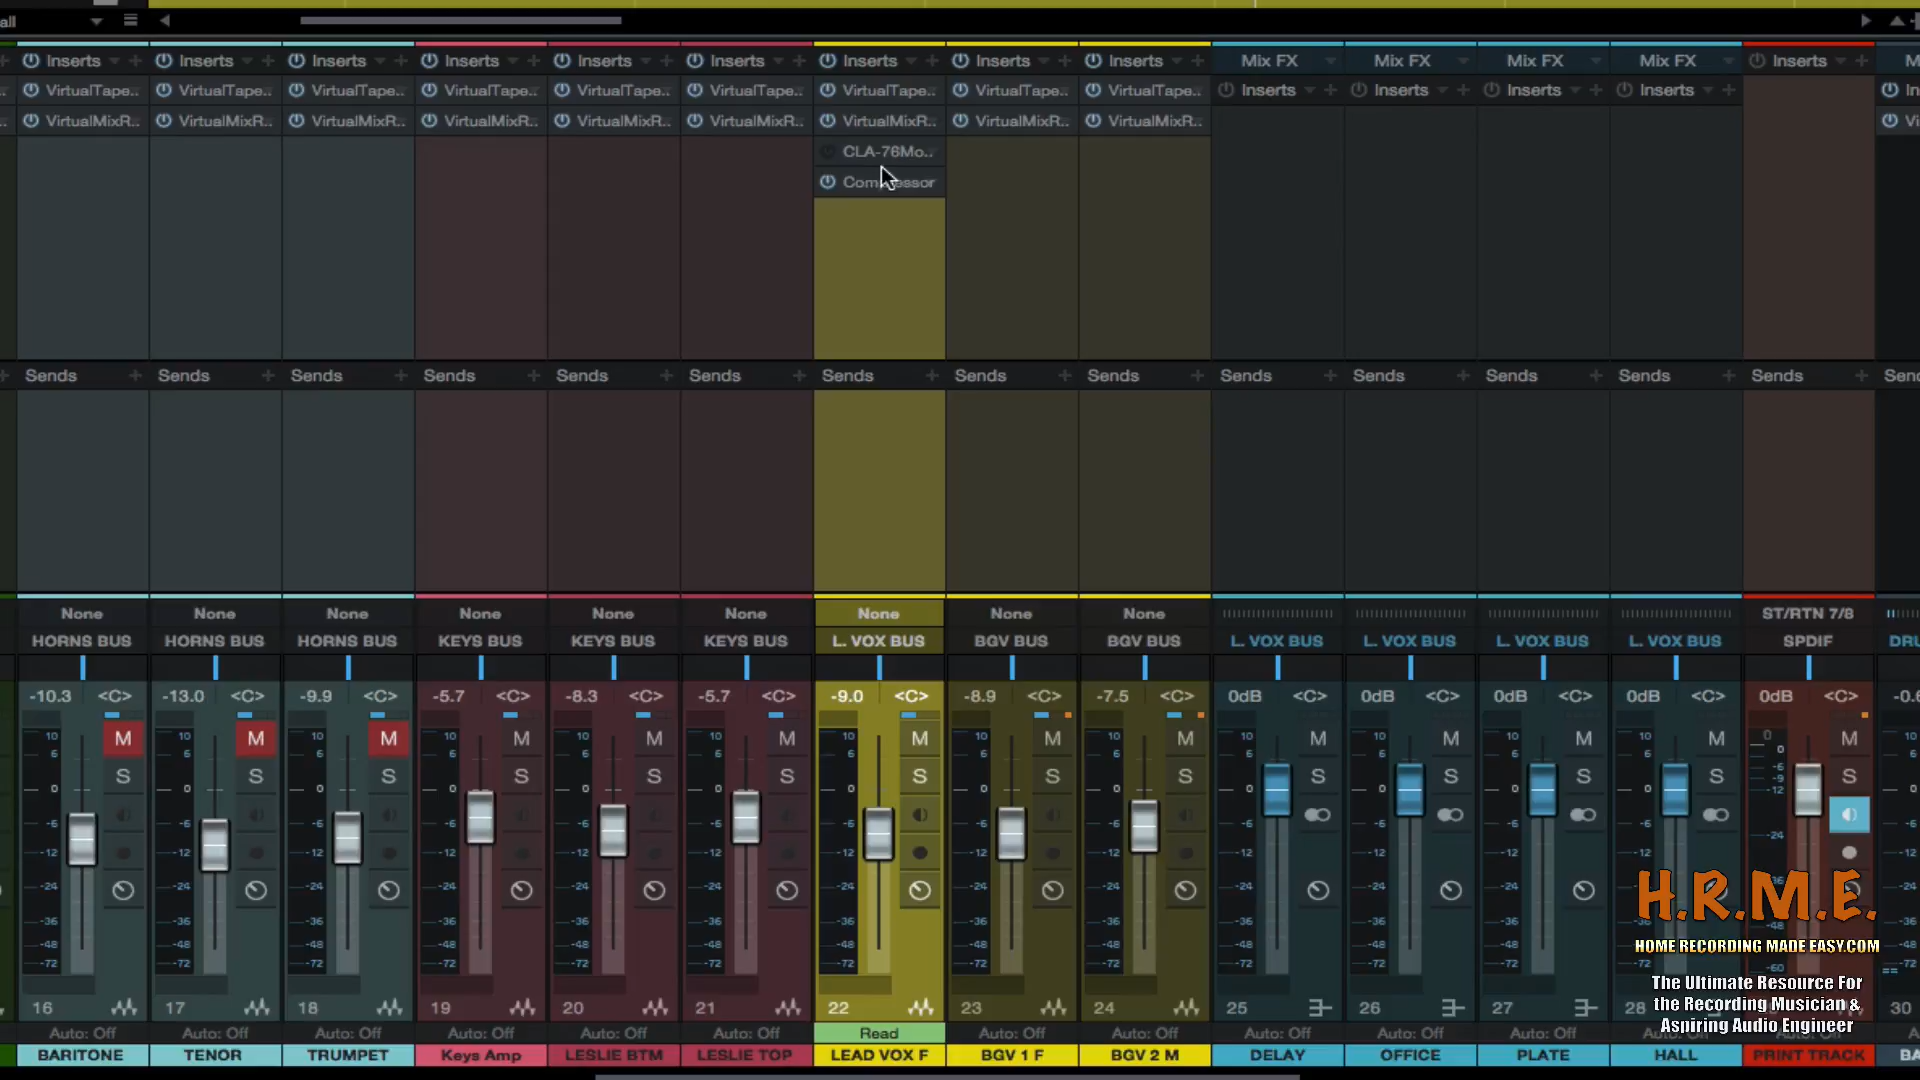 all
Inserts Inserts Inserts Inserts Inserts Inserts Inserts Inserts Inserts Mix FX Mix FX Mix FX Mix FX Inserts
VirtualTape.. VirtualTape.. VirtualTape.. VirtualTape.. VirtualTape.. VirtualTape.. VirtualTape.. VirtualTape.. VirtualTape.. Inserts Inserts Inserts Inserts
VirtualMixR.. VirtualMixR.. VirtualMixR.. VirtualMixR.. VirtualMixR.. VirtualMixR.. VirtualMixR.. VirtualMixR.. VirtualMixR..
CLA-76Mo..
Compressor
Sends Sends Sends Sends Sends Sends Sends Sends Sends Sends Sends Sends Sends Sends
None None None None None None None None None ST/RTN 7/8
HORNS BUS HORNS BUS HORNS BUS KEYS BUS KEYS BUS KEYS BUS L. VOX BUS BGV BUS BGV BUS L. VOX BUS L. VOX BUS L. VOX BUS L. VOX BUS SPDIF
-10.3 <C> -13.0 <C> -9.9 <C> -5.7 <C> -8.3 <C> -5.7 <C> -9.0 <C> -8.9 <C> -7.5 <C> 0dB <C> 0dB <C> 0dB <C> 0dB <C> 0dB <C>
M M M M M M M M M M M M M M
S S S S S S S S S S S S S S
H.R.M.E.
HOME RECORDING MADE EASY.COM
The Ultimate Resource For
the Recording Musician &
Aspiring Audio Engineer
16 17 18 19 20 21 22 23 24 25 26 27 28 30
Auto: Off Auto: Off Auto: Off Auto: Off Auto: Off Auto: Off Read Auto: Off Auto: Off Auto: Off Auto: Off Auto: Off Auto: Off Auto: Off
BARITONE TENOR TRUMPET Keys Amp LESLIE BTM LESLIE TOP LEAD VOX F BGV 1 F BGV 2 M DELAY OFFICE PLATE HALL PRINT TRACK